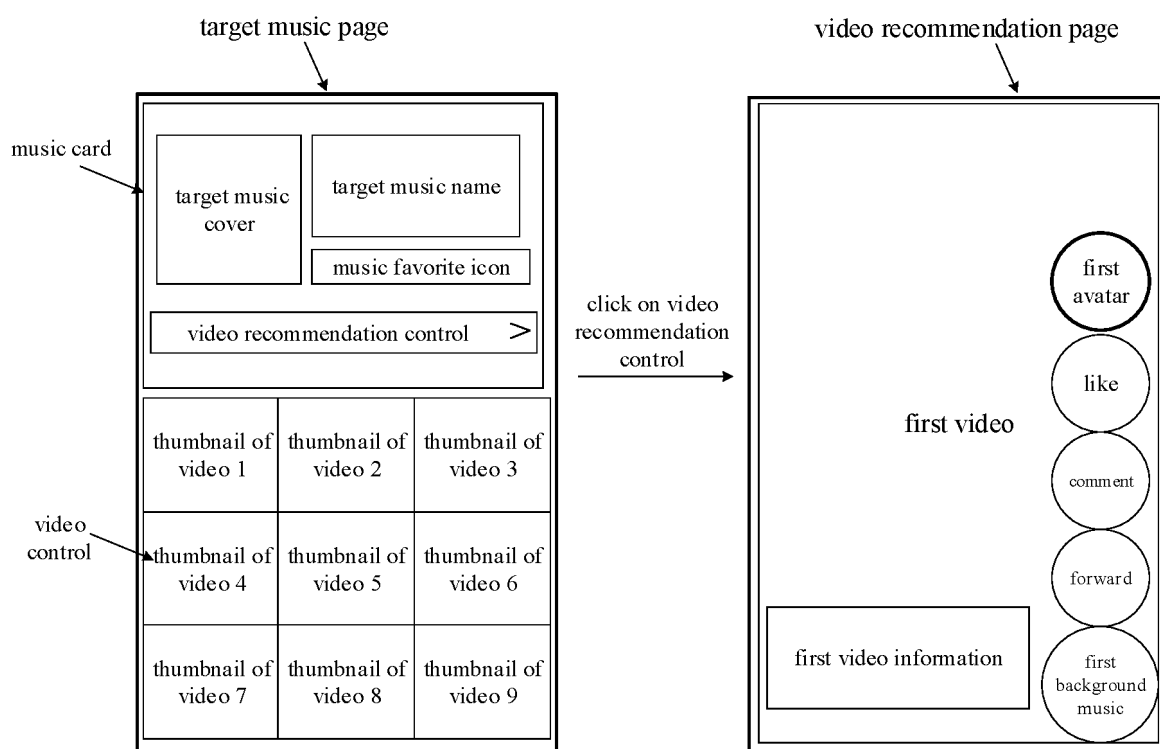 target music page
video recommendation page
music card
target music
cover
target music name
music favorite icon
video recommendation control >
click on video
recommendation
control
first
avatar
like
first video
comment
forward
first video information
first
background
music
thumbnail of
video 1
thumbnail of
video 2
thumbnail of
video 3
video
control
thumbnail of
video 4
thumbnail of
video 5
thumbnail of
video 6
thumbnail of
video 7
thumbnail of
video 8
thumbnail of
video 9